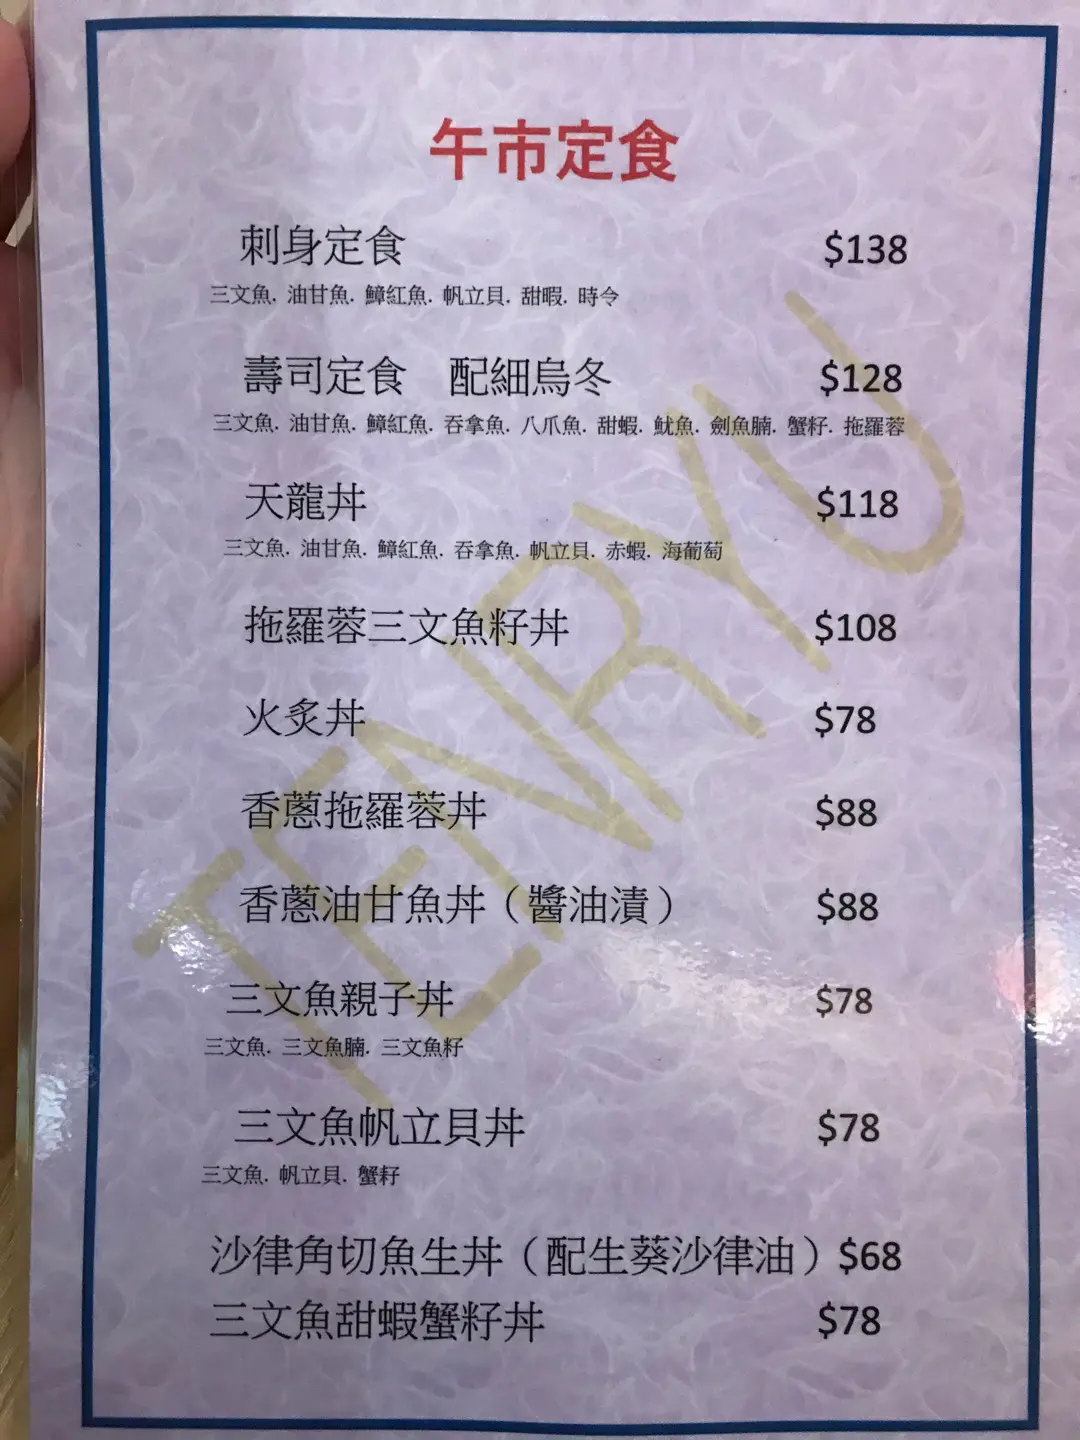 午市定食
刺身定食 $138
三文魚. 油甘魚. 鱆紅魚. 帆立貝. 甜暇. 時令
壽司定食 配細烏冬 $128
三文魚. 油甘魚. 鱆紅魚. 吞拿魚. 八爪魚. 甜蝦. 魷魚. 劍魚腩. 蟹籽. 拖羅蓉
天龍丼 $118
三文魚. 油甘魚. 鱆紅魚. 吞拿魚. 帆立貝. 赤蝦. 海葡萄
拖羅蓉三文魚籽丼 $108
火炙丼 $78
香蔥拖羅蓉丼 $88
香蔥油甘魚丼（醬油漬） $88
三文魚親子丼 $78
三文魚. 三文魚腩. 三文魚籽
三文魚帆立貝丼 $78
三文魚. 帆立貝. 蟹籽
沙律角切魚生丼（配生葵沙律油）$68
三文魚甜蝦蟹籽丼 $78
TENRYU